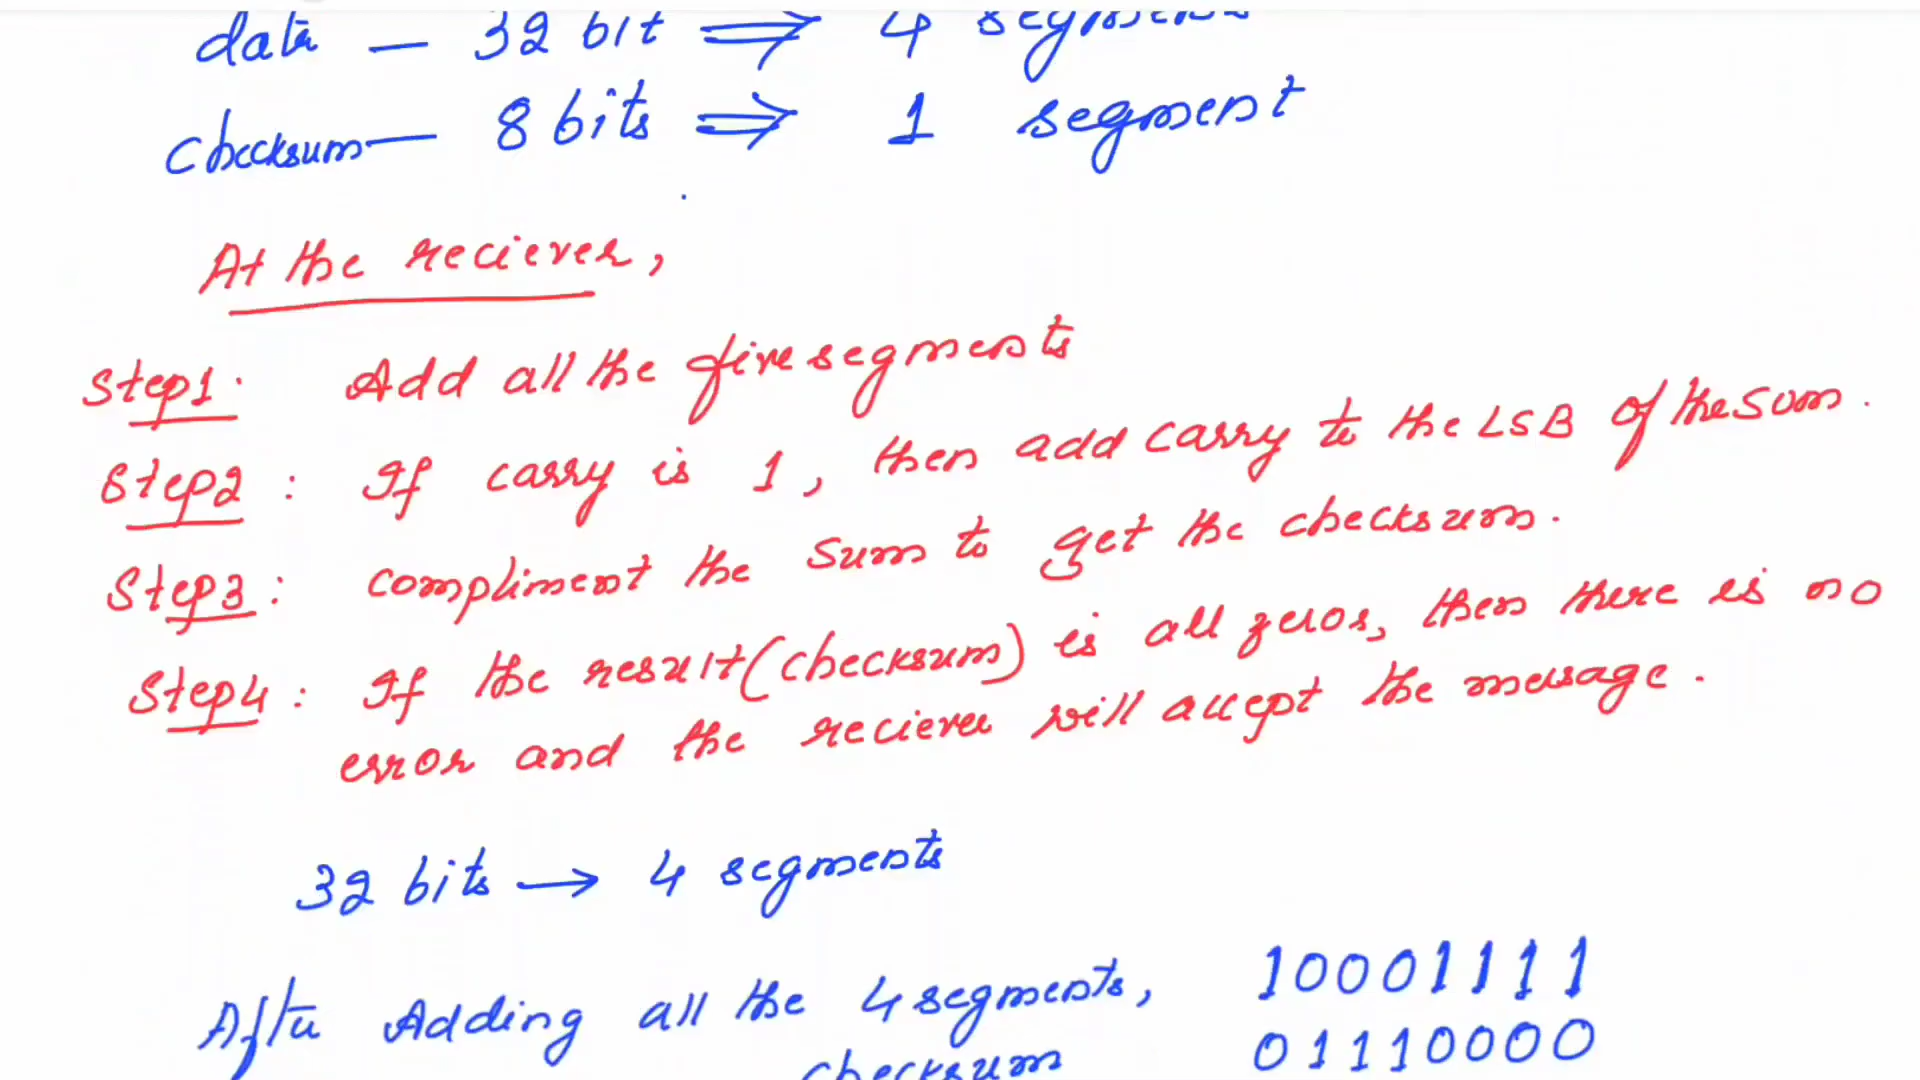 data — 32 bit ⇒ 4 segments
checksum — 8 bits ⇒ 1 segment
At the reciever,
Step1. Add all the five segments
Step2 : If carry is 1, then add carry to the LSB of the sum.
Step3 : compliment the sum to get the checksum.
Step4 : If the result (checksum) is all zeros, then there is no
error and the reciever will accept the message.
32 bits → 4 segments
After Adding all the 4 segments, 10001111
checksum 01110000